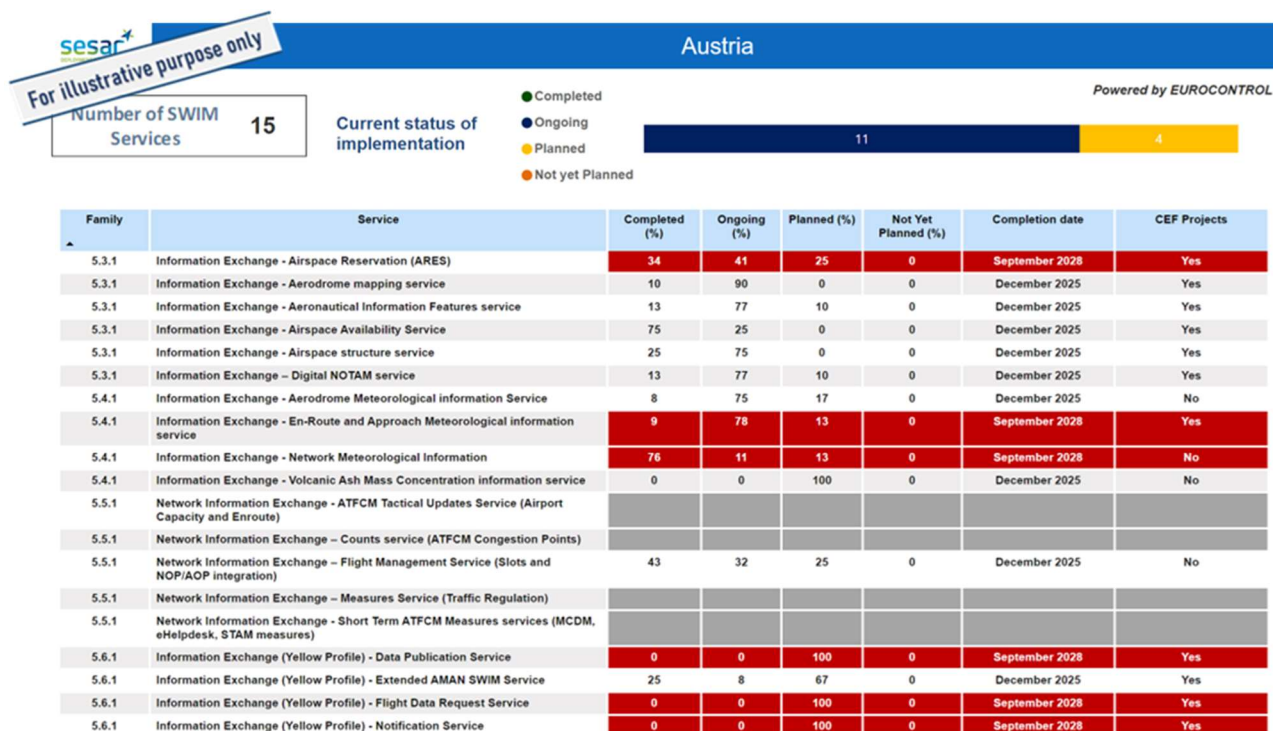 sesar
For illustrative purpose only
Austria
Powered by EUROCONTROL
Number of SWIM
Services
15
Current status of
implementation
Completed
Ongoing
Planned
Not yet Planned
11
4
Family Service Completed (%) Ongoing (%) Planned (%) Not Yet Planned (%) Completion date CEF Projects
5.3.1 Information Exchange - Airspace Reservation (ARES) 34 41 25 0 September 2028 Yes
5.3.1 Information Exchange - Aerodrome mapping service 10 90 0 0 December 2025 Yes
5.3.1 Information Exchange - Aeronautical Information Features service 13 77 10 0 December 2025 Yes
5.3.1 Information Exchange - Airspace Availability Service 75 25 0 0 December 2025 Yes
5.3.1 Information Exchange - Airspace structure service 25 75 0 0 December 2025 Yes
5.3.1 Information Exchange – Digital NOTAM service 13 77 10 0 December 2025 Yes
5.4.1 Information Exchange - Aerodrome Meteorological information Service 8 75 17 0 December 2025 No
5.4.1 Information Exchange - En-Route and Approach Meteorological information 9 78 13 0 September 2028 Yes
service
5.4.1 Information Exchange - Network Meteorological Information 76 11 13 0 September 2028 No
5.4.1 Information Exchange - Volcanic Ash Mass Concentration information service 0 0 100 0 December 2025 No
5.5.1 Network Information Exchange - ATFCM Tactical Updates Service (Airport
Capacity and Enroute)
5.5.1 Network Information Exchange – Counts service (ATFCM Congestion Points)
5.5.1 Network Information Exchange – Flight Management Service (Slots and 43 32 25 0 December 2025 No
NOP/AOP integration)
5.5.1 Network Information Exchange – Measures Service (Traffic Regulation)
5.5.1 Network Information Exchange - Short Term ATFCM Measures services (MCDM,
eHelpdesk, STAM measures)
5.6.1 Information Exchange (Yellow Profile) - Data Publication Service 0 0 100 0 September 2028 Yes
5.6.1 Information Exchange (Yellow Profile) - Extended AMAN SWIM Service 25 8 67 0 December 2025 Yes
5.6.1 Information Exchange (Yellow Profile) - Flight Data Request Service 0 0 100 0 September 2028 Yes
5.6.1 Information Exchange (Yellow Profile) - Notification Service 0 0 100 0 September 2028 Yes